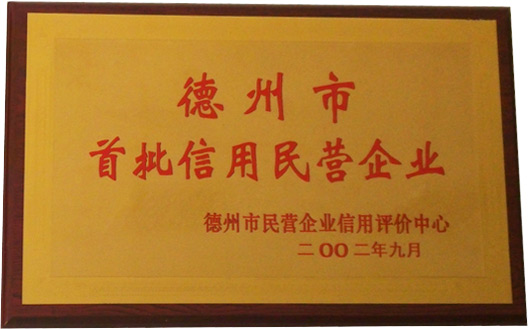 德州市
首批信用民营企业
德州市民营企业信用评价中心
二OO二年九月